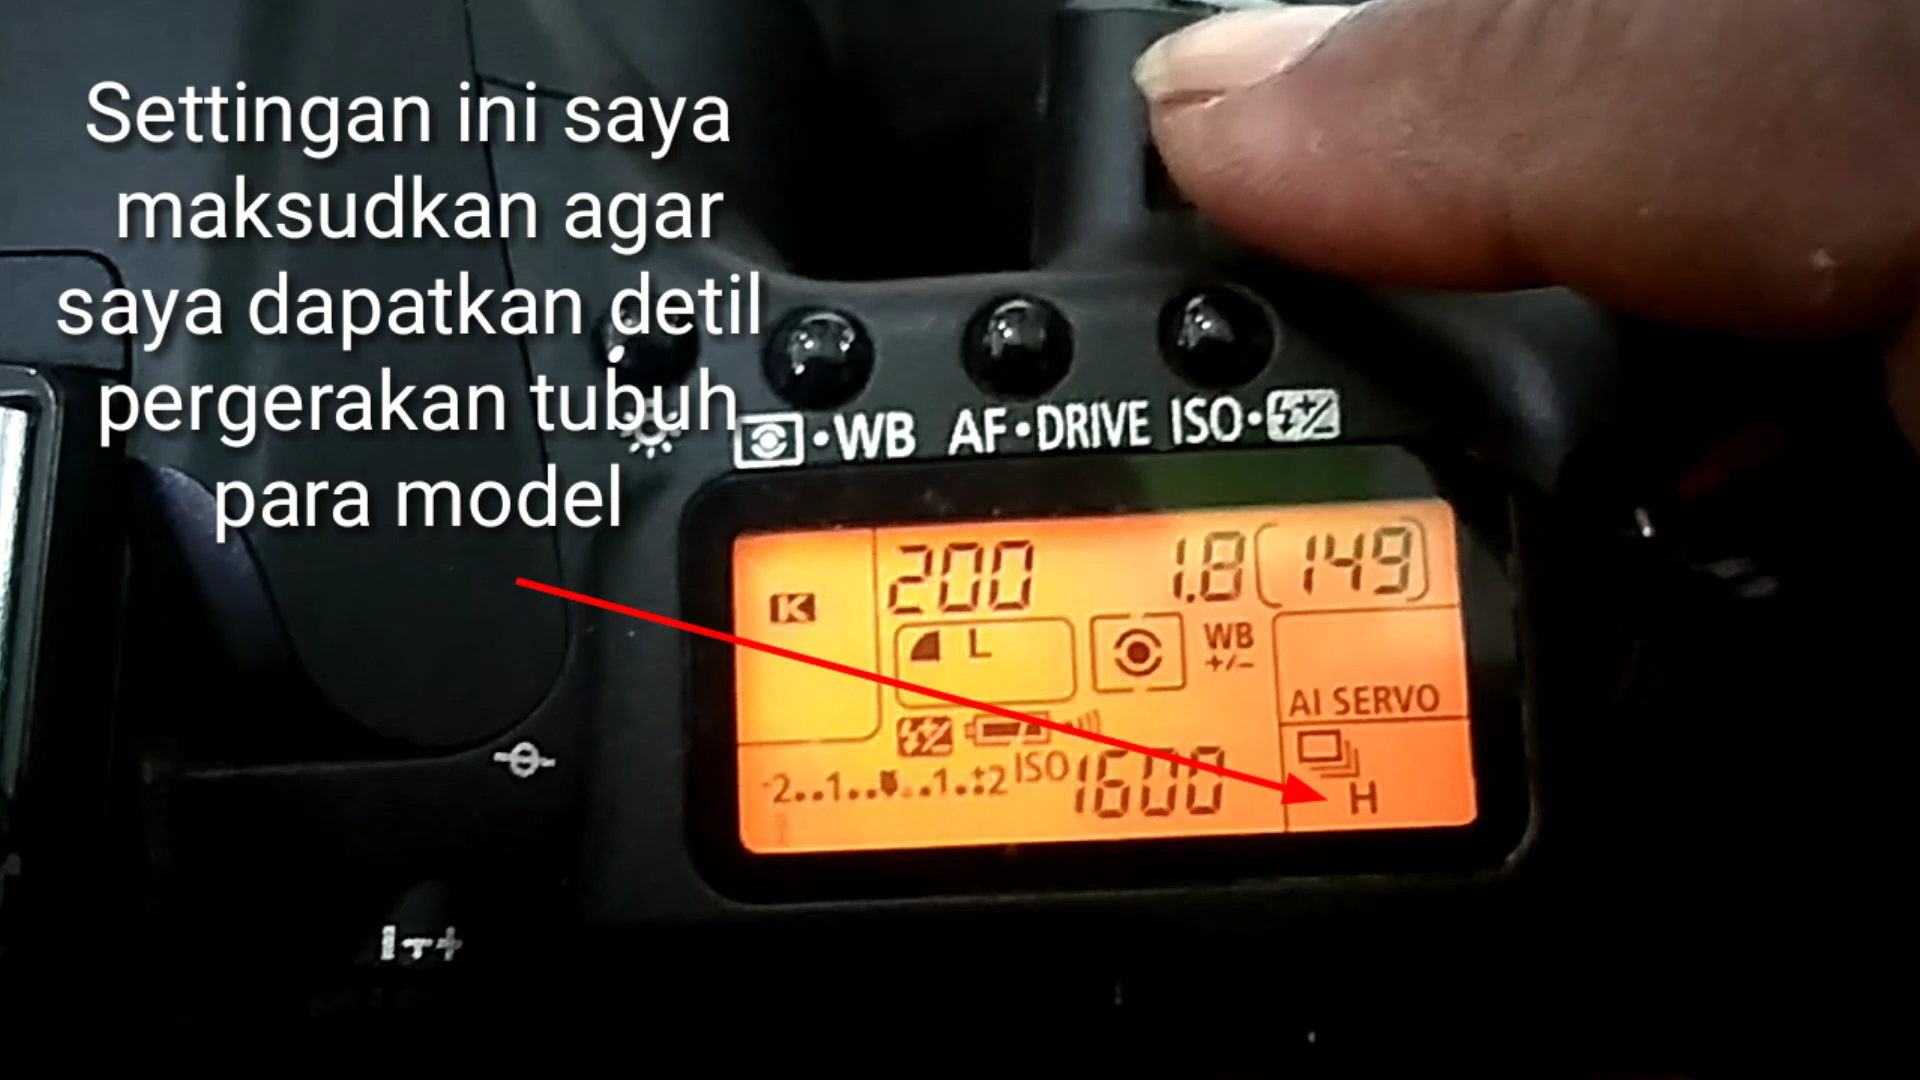 Settingan ini saya
maksudkan agar
saya dapatkan detil
pergerakan tubuh
para model
•WB AF•DRIVE ISO•
K 200 1.8 (149)
L WB
+/-
AI SERVO
-2..1.. ..1..+2 ISO 1600
H